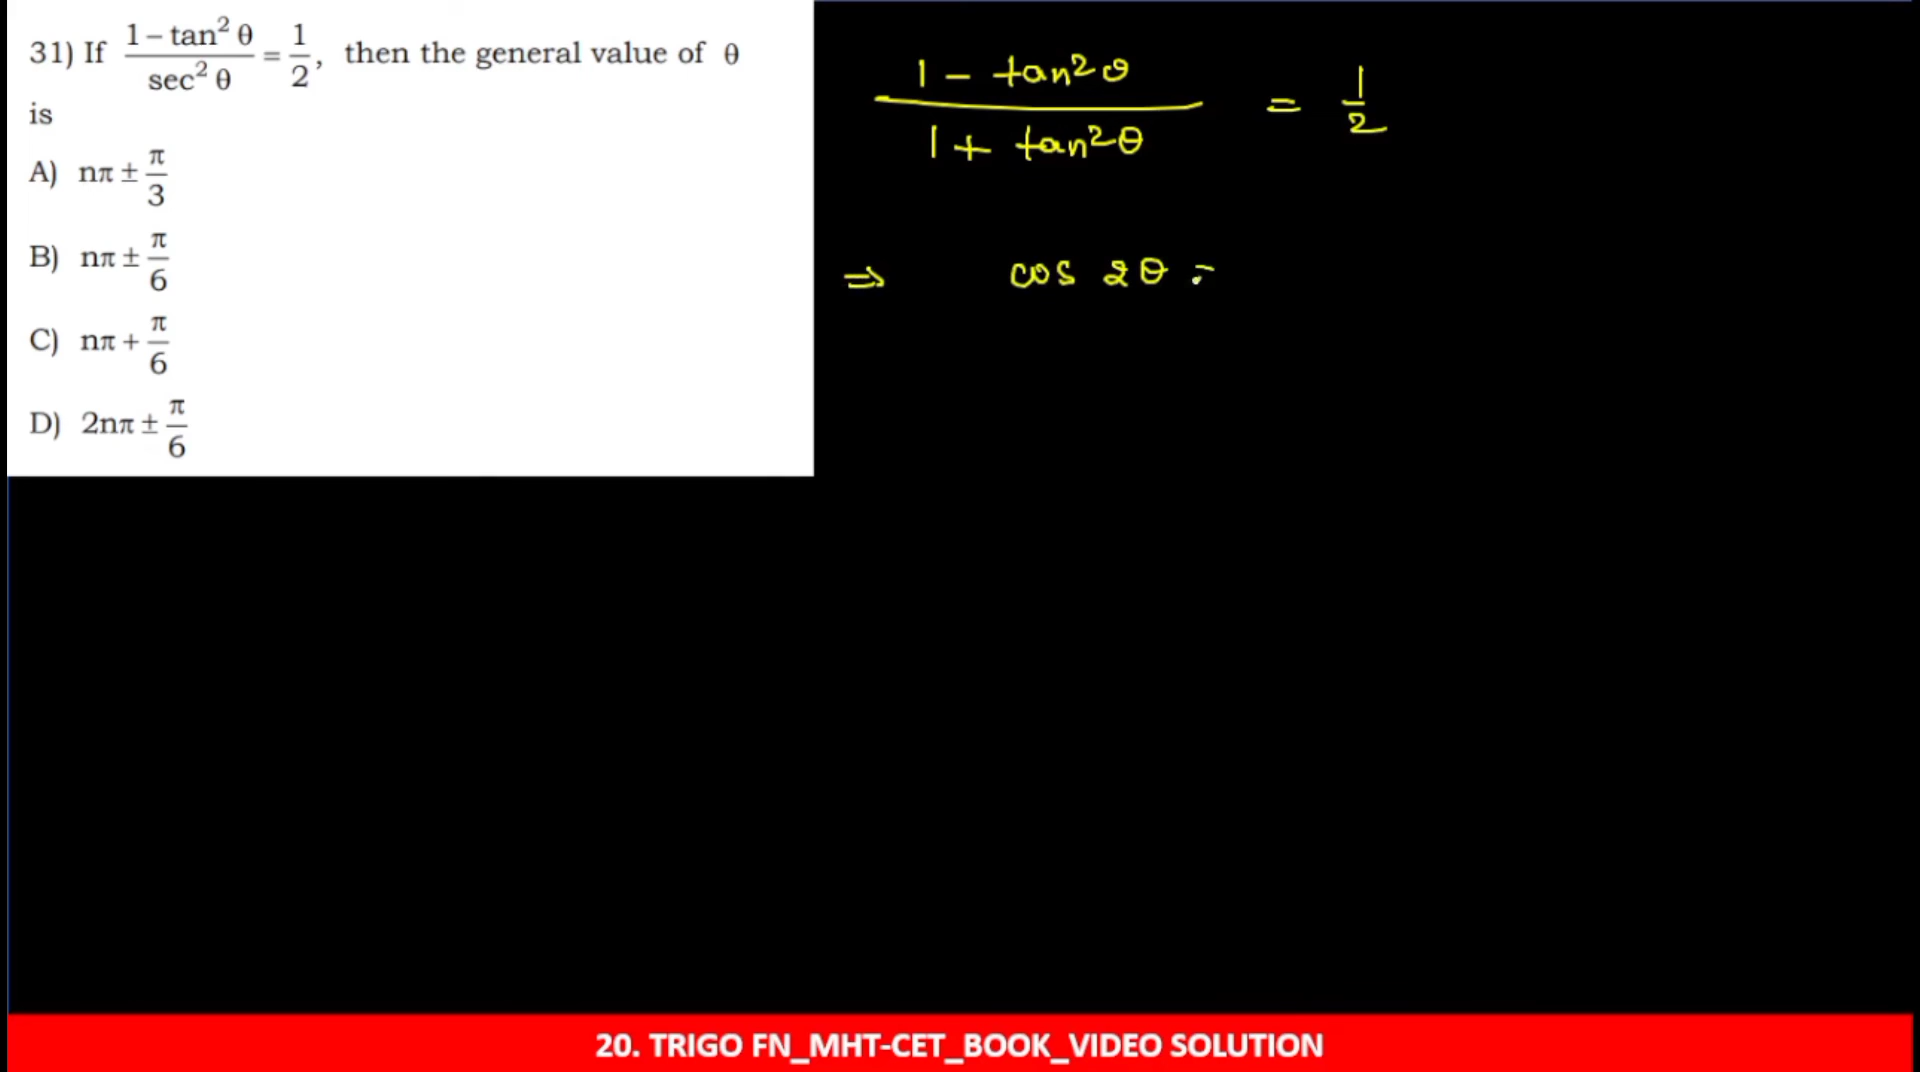 31) If (1 – tan² θ)/(sec² θ) = 1/2, then the general value of θ
is
A) nπ ± π/3
B) nπ ± π/6
C) nπ + π/6
D) 2nπ ± π/6
(1 – tan²θ)/(1 + tan²θ) = 1/2
⇒ cos 2θ =
20. TRIGO FN_MHT-CET_BOOK_VIDEO SOLUTION